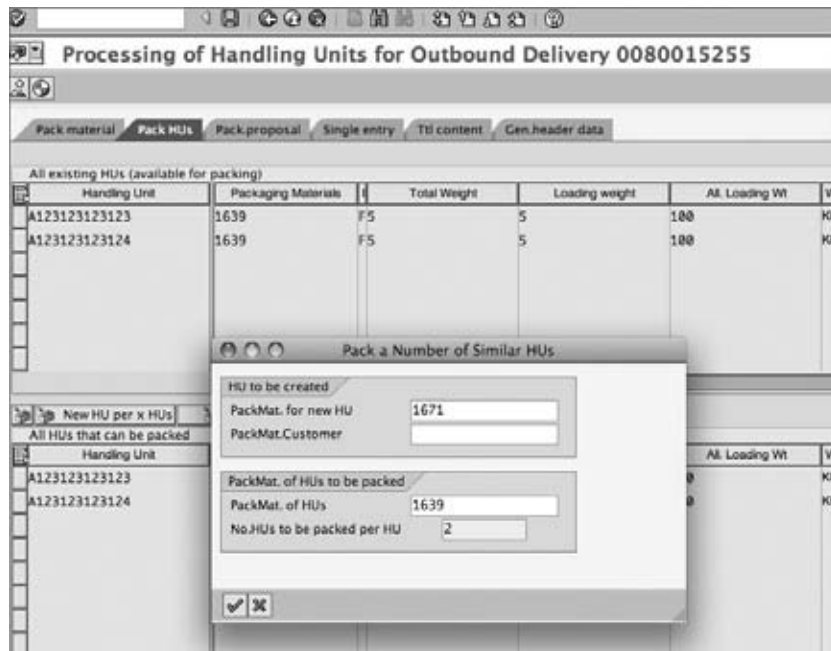 Processing of Handling Units for Outbound Delivery 0080015255
Pack material Pack HUs Pack.proposal Single entry Ttl content Gen.header data
All existing HUs (available for packing)
Handling Unit Packaging Materials Total Weight Loading weight All. Loading Wt
A123123123123 1639 F 5 5 100
A123123123124 1639 F 5 5 100
Pack a Number of Similar HUs
HU to be created
PackMat. for new HU 1671
PackMat.Customer
PackMat. of HUs to be packed
PackMat. of HUs 1639
No.HUs to be packed per HU 2
New HU per x HUs
All HUs that can be packed
Handling Unit All. Loading Wt
A123123123123
A123123123124